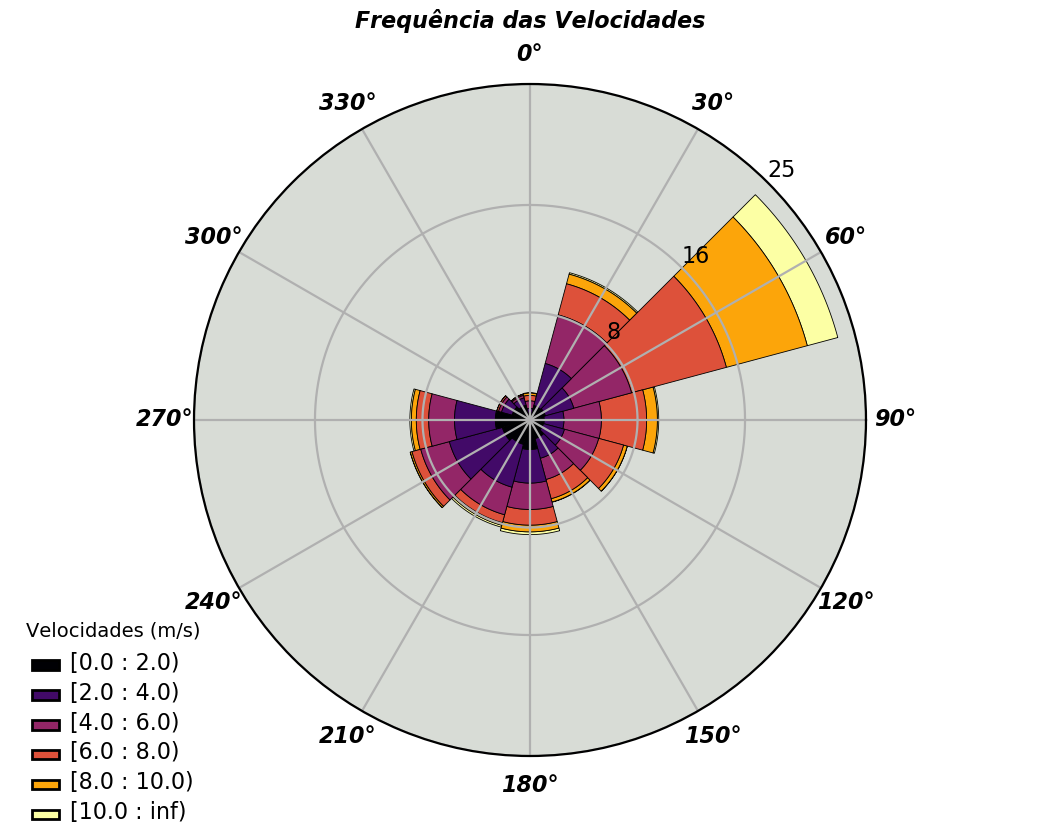 Frequência das Velocidades
0°
330°
30°
25
300°
60°
16
8
270°
90°
240°
120°
Velocidades (m/s)
[0.0 : 2.0)
[2.0 : 4.0)
[4.0 : 6.0)
210°
150°
[6.0 : 8.0)
180°
[8.0 : 10.0)
[10.0 : inf)